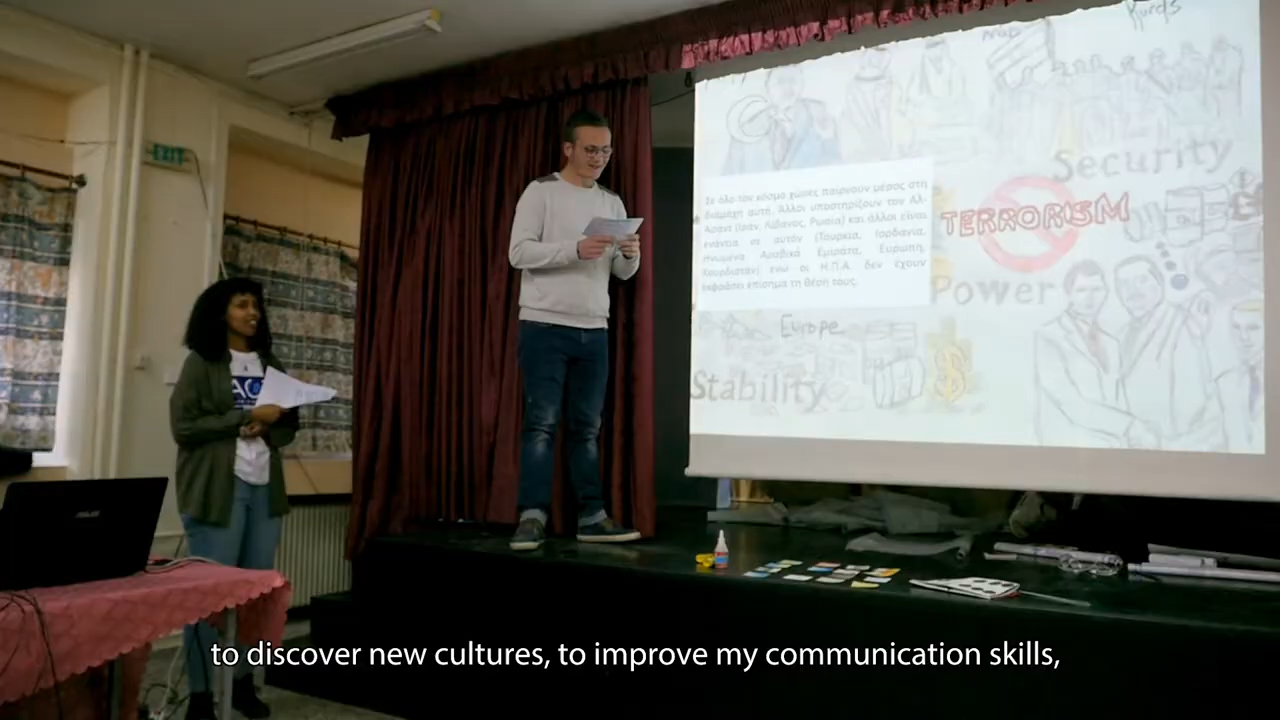 Kurds
Security
TERRORISM
Σε όλο τον κόσμο χώρες παίρνουν μέρος στη
διαμάχη αυτή. Άλλοι υποστηρίζουν τον Αλ-
Άσαντ (Ιράν, Λίβανος, Ρωσία) και άλλοι είναι
ενάντια σε αυτόν (Τουρκία, Ιορδανία,
Ηνωμένα Αραβικά Εμιράτα, Ευρώπη,
Κουρδιστάν) ενώ οι Η.Π.Α. δεν έχουν
εκφράσει επίσημα τη θέση τους.
Power
Europe
Stability
$
EXIT
ASUS
to discover new cultures, to improve my communication skills,